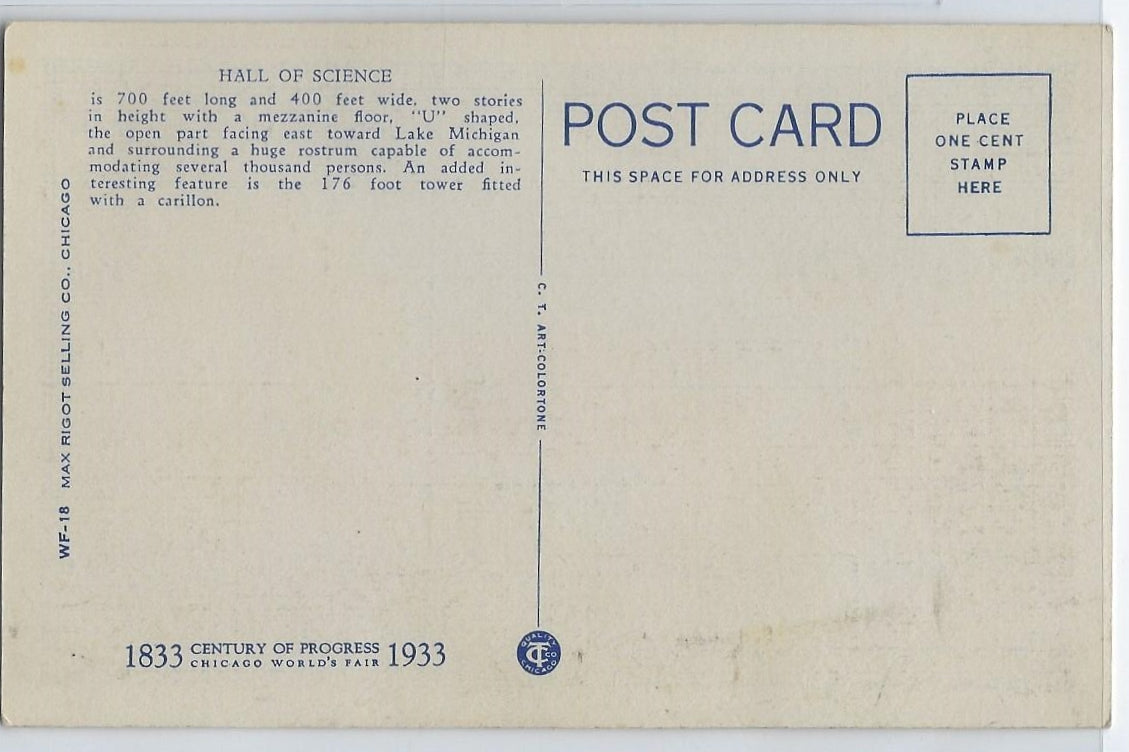 HALL OF SCIENCE
is 700 feet long and 400 feet wide, two stories
in height with a mezzanine floor, "U" shaped,
the open part facing east toward Lake Michigan
and surrounding a huge rostrum capable of accom-
modating several thousand persons. An added in-
teresting feature is the 176 foot tower fitted
with a carillon.
WF-18 MAX RIGOT SELLING CO., CHICAGO
1833 CENTURY OF PROGRESS 1933
CHICAGO WORLD'S FAIR
C. T. ART-COLORTONE
QUALITY
CT CO
CHICAGO
POST CARD
THIS SPACE FOR ADDRESS ONLY
PLACE
ONE CENT
STAMP
HERE